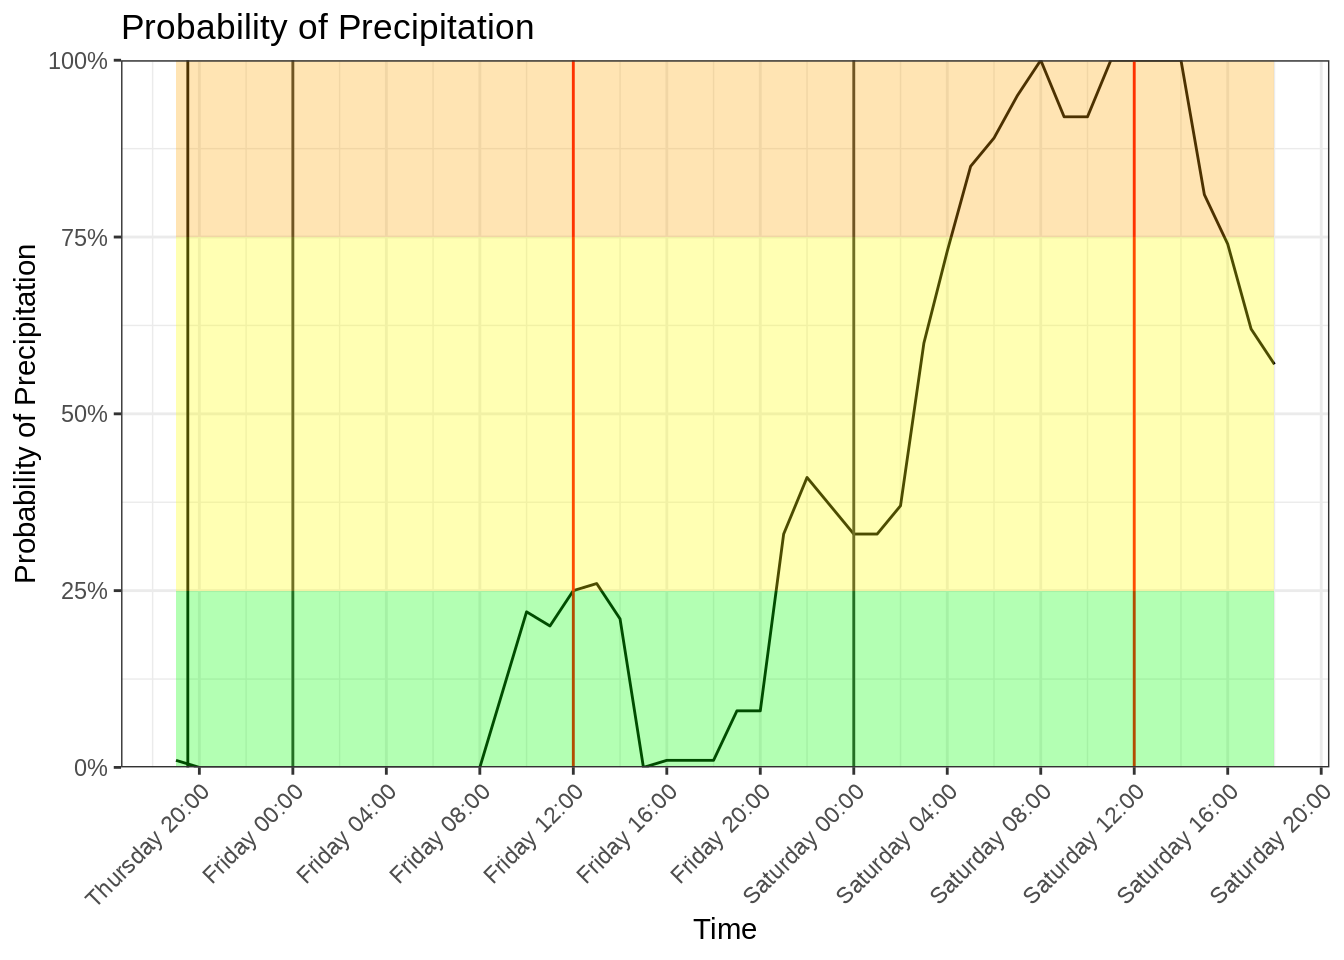 Probability of Precipitation
Probability of Precipitation
100%
75%
50%
25%
0%
Thursday 20:00
Friday 00:00
Friday 04:00
Friday 08:00
Friday 12:00
Friday 16:00
Friday 20:00
Saturday 00:00
Saturday 04:00
Saturday 08:00
Saturday 12:00
Saturday 16:00
Saturday 20:00
Time